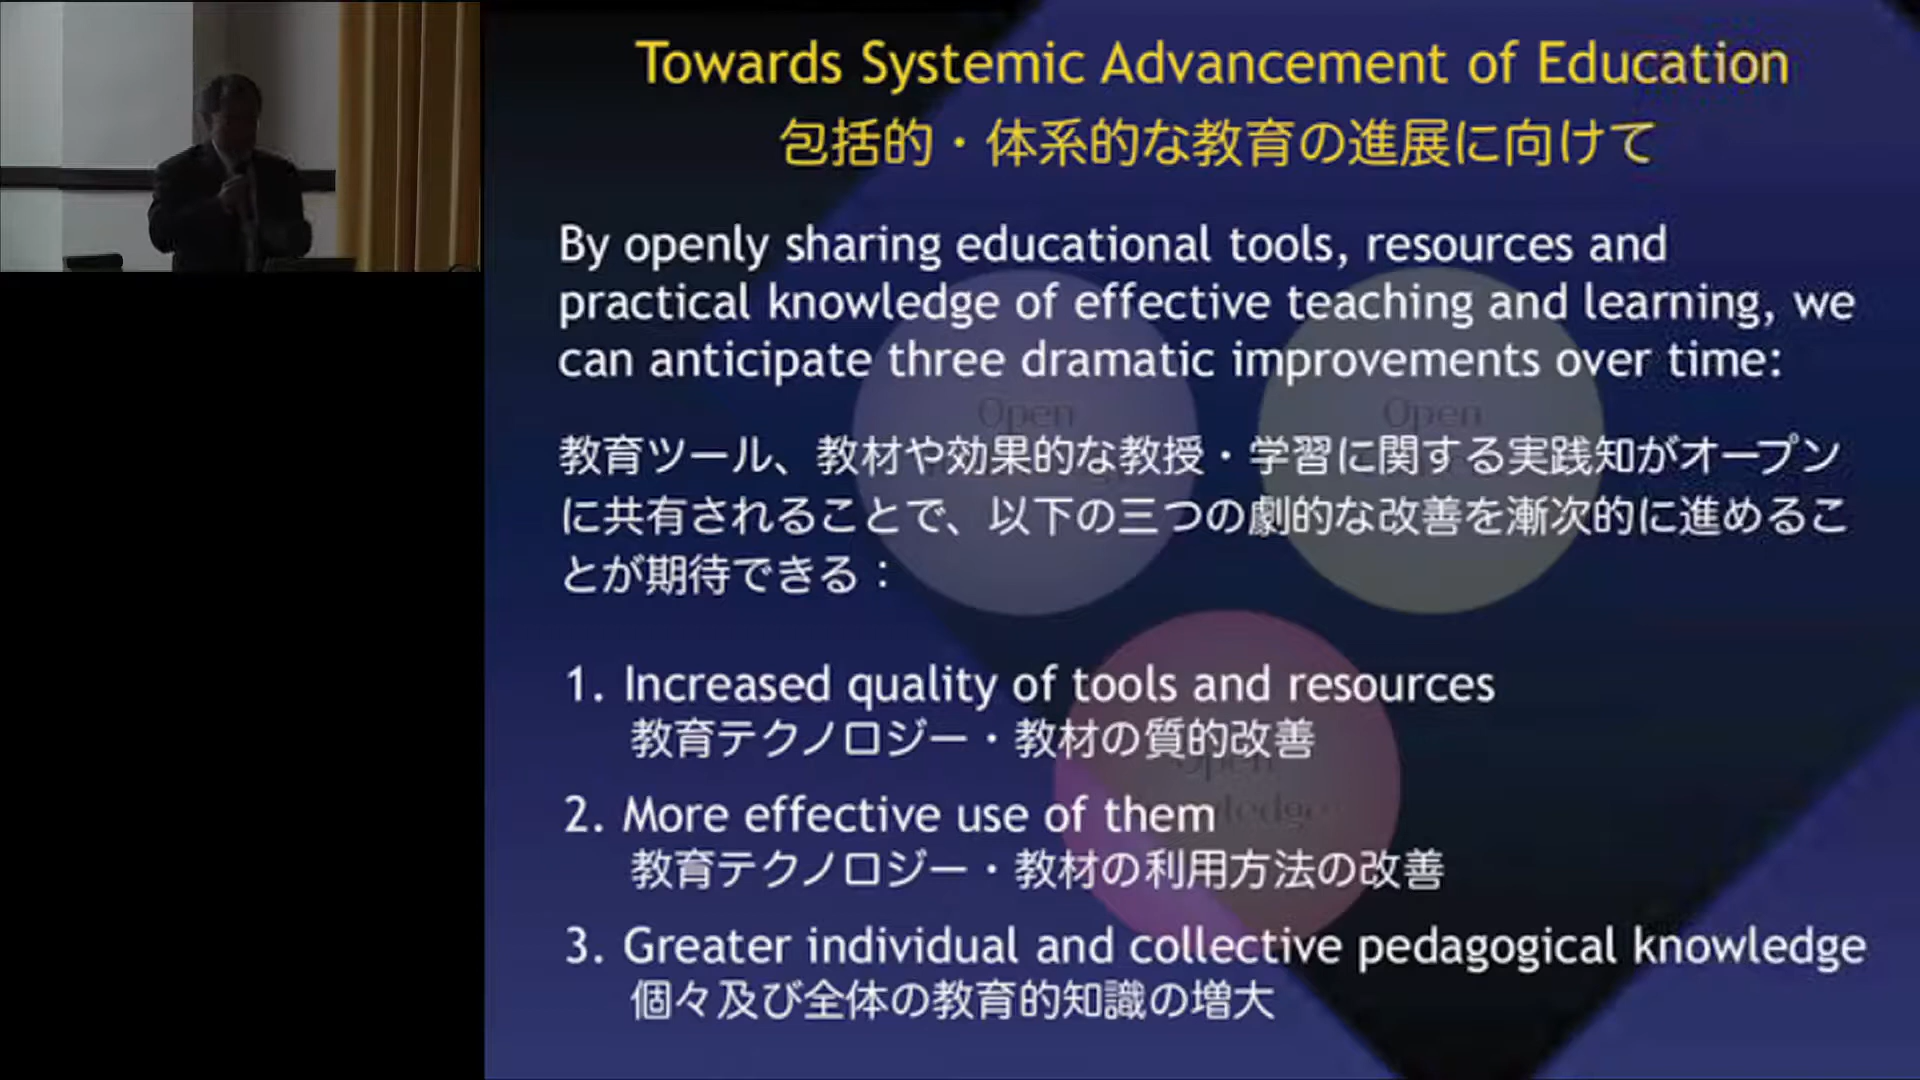 Towards Systemic Advancement of Education
包括的・体系的な教育の進展に向けて
By openly sharing educational tools, resources and
practical knowledge of effective teaching and learning, we
can anticipate three dramatic improvements over time:
Open
Open
教育ツール、教材や効果的な教授・学習に関する実践知がオープン
に共有されることで、以下の三つの劇的な改善を漸次的に進めるこ
とが期待できる：
1. Increased quality of tools and resources
教育テクノロジー・教材の質的改善
Open
2. More effective use of them
教育テクノロジー・教材の利用方法の改善
3. Greater individual and collective pedagogical knowledge
個々及び全体の教育的知識の増大